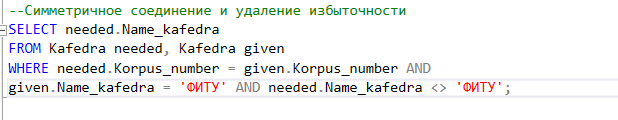 --Симметричное соединение и удаление избыточности
SELECT needed.Name_kafedra
FROM Kafedra needed, Kafedra given
WHERE needed.Korpus_number = given.Korpus_number AND
given.Name_kafedra = 'ФИТУ' AND needed.Name_kafedra <> 'ФИТУ';